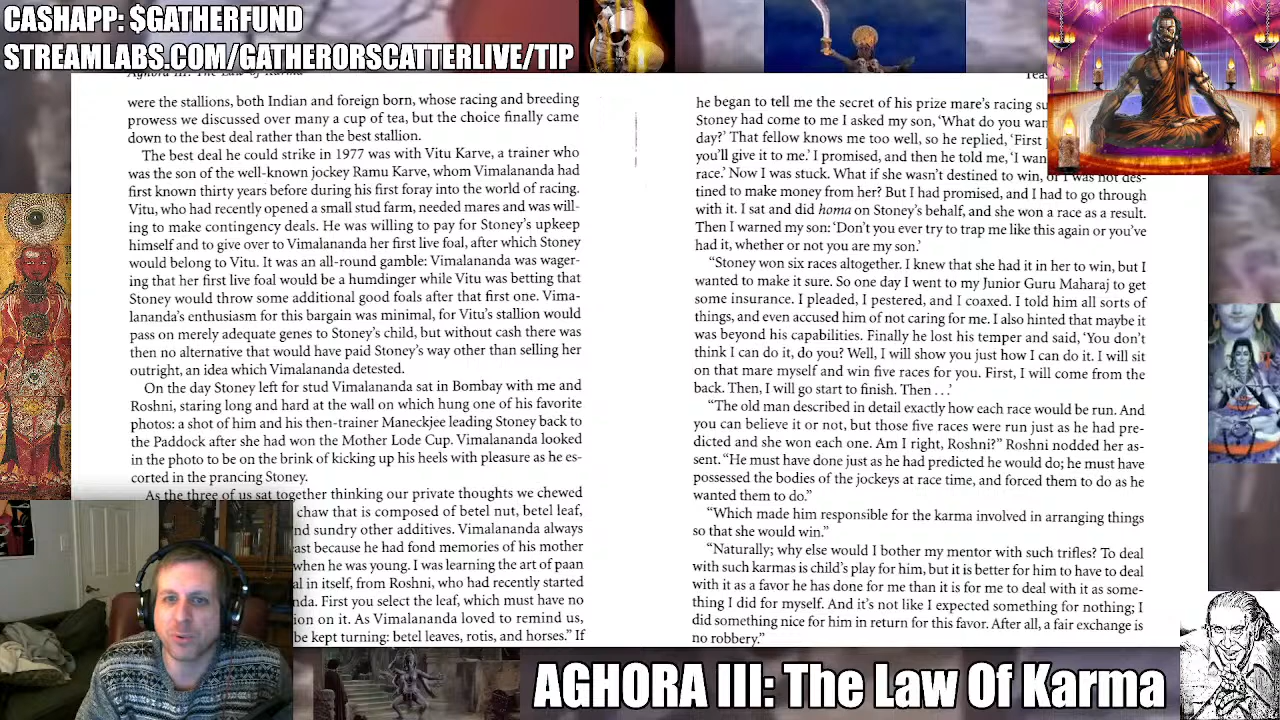 CASHAPP: $GATHERFUND
STREAMLABS.COM/GATHERORSCATTERLIVE/TIP
Aghora III: The Law of Karma
were the stallions, both Indian and foreign born, whose racing and breeding
prowess we discussed over many a cup of tea, but the choice finally came
down to the best deal rather than the best stallion.
The best deal he could strike in 1977 was with Vitu Karve, a trainer who
was the son of the well-known jockey Ramu Karve, whom Vimalananda had
first known thirty years before during his first foray into the world of racing.
Vitu, who had recently opened a small stud farm, needed mares and was will-
ing to make contingency deals. He was willing to pay for Stoney's upkeep
himself and to give over to Vimalananda her first live foal, after which Stoney
would belong to Vitu. It was an all-round gamble: Vimalananda was wager-
ing that her first live foal would be a humdinger while Vitu was betting that
Stoney would throw some additional good foals after that first one. Vima-
lananda's enthusiasm for this bargain was minimal, for Vitu's stallion would
pass on merely adequate genes to Stoney's child, but without cash there was
then no alternative that would have paid Stoney's way other than selling her
outright, an idea which Vimalananda detested.
On the day Stoney left for stud Vimalananda sat in Bombay with me and
Roshni, staring long and hard at the wall on which hung one of his favorite
photos: a shot of him and his then-trainer Maneckjee leading Stoney back to
the Paddock after she had won the Mother Lode Cup. Vimalananda looked
in the photo to be on the brink of kicking up his heels with pleasure as he es-
corted in the prancing Stoney.
As the three of us sat together thinking our private thoughts we chewed
chaw that is composed of betel nut, betel leaf,
nd sundry other additives. Vimalananda always
ast because he had fond memories of his mother
when he was young. I was learning the art of paan
al in itself, from Roshni, who had recently started
nda. First you select the leaf, which must have no
ion on it. As Vimalananda loved to remind us,
be kept turning: betel leaves, rotis, and horses." If
he began to tell me the secret of his prize mare's racing su
Stoney had come to me I asked my son, 'What do you wan
day?' That fellow knows me too well, so he replied, 'First
you'll give it to me.' I promised, and then he told me, 'I wan
race.' Now I was stuck. What if she wasn't destined to win, or I was not des-
tined to make money from her? But I had promised, and I had to go through
with it. I sat and did homa on Stoney's behalf, and she won a race as a result.
Then I warned my son: 'Don't you ever try to trap me like this again or you've
had it, whether or not you are my son.'
"Stoney won six races altogether. I knew that she had it in her to win, but I
wanted to make it sure. So one day I went to my Junior Guru Maharaj to get
some insurance. I pleaded, I pestered, and I coaxed. I told him all sorts of
things, and even accused him of not caring for me. I also hinted that maybe it
was beyond his capabilities. Finally he lost his temper and said, 'You don't
think I can do it, do you? Well, I will show you just how I can do it. I will sit
on that mare myself and win five races for you. First, I will come from the
back. Then, I will go start to finish. Then . . .'
"The old man described in detail exactly how each race would be run. And
you can believe it or not, but those five races were run just as he had pre-
dicted and she won each one. Am I right, Roshni?" Roshni nodded her as-
sent. "He must have done just as he had predicted he would do; he must have
possessed the bodies of the jockeys at race time, and forced them to do as he
wanted them to do."
"Which made him responsible for the karma involved in arranging things
so that she would win."
"Naturally; why else would I bother my mentor with such trifles? To deal
with such karmas is child's play for him, but it is better for him to have to deal
with it as a favor he has done for me than it is for me to deal with it as some-
thing I did for myself. And it's not like I expected something for nothing; I
did something nice for him in return for this favor. After all, a fair exchange is
no robbery."
AGHORA III: The Law Of Karma